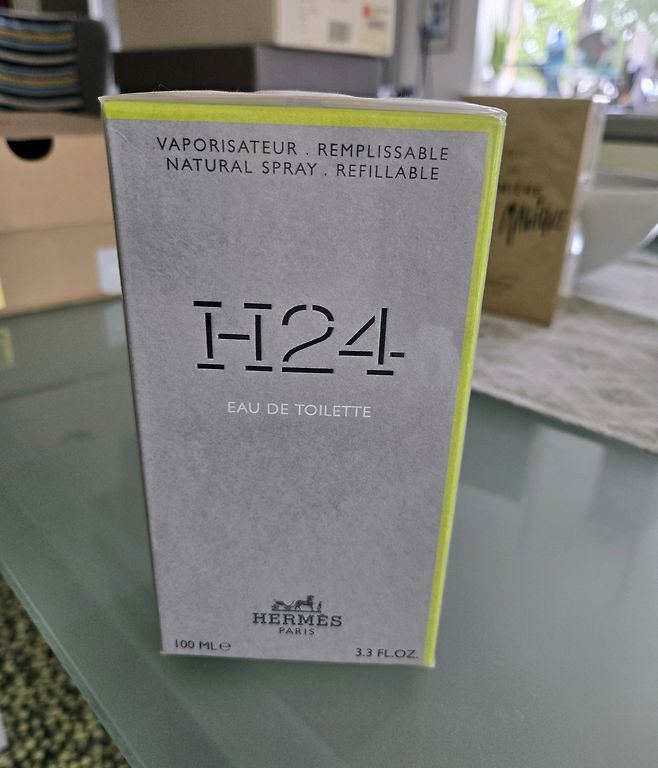 VAPORISATEUR . REMPLISSABLE
NATURAL SPRAY . REFILLABLE
H24
EAU DE TOILETTE
HERMÈS
PARIS
100 ML ℮
3.3 FL.OZ.